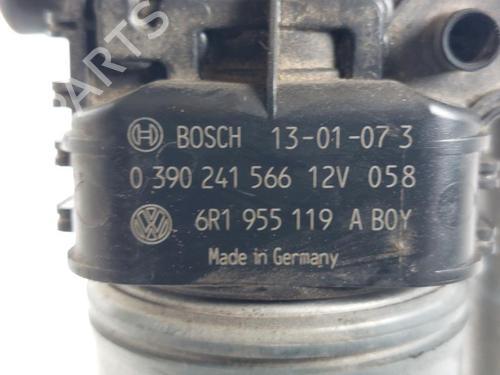 PARTS
BOSCH 13-01-07 3
0 390 241 566 12V 058
6R1 955 119 A BOY
Made in Germany